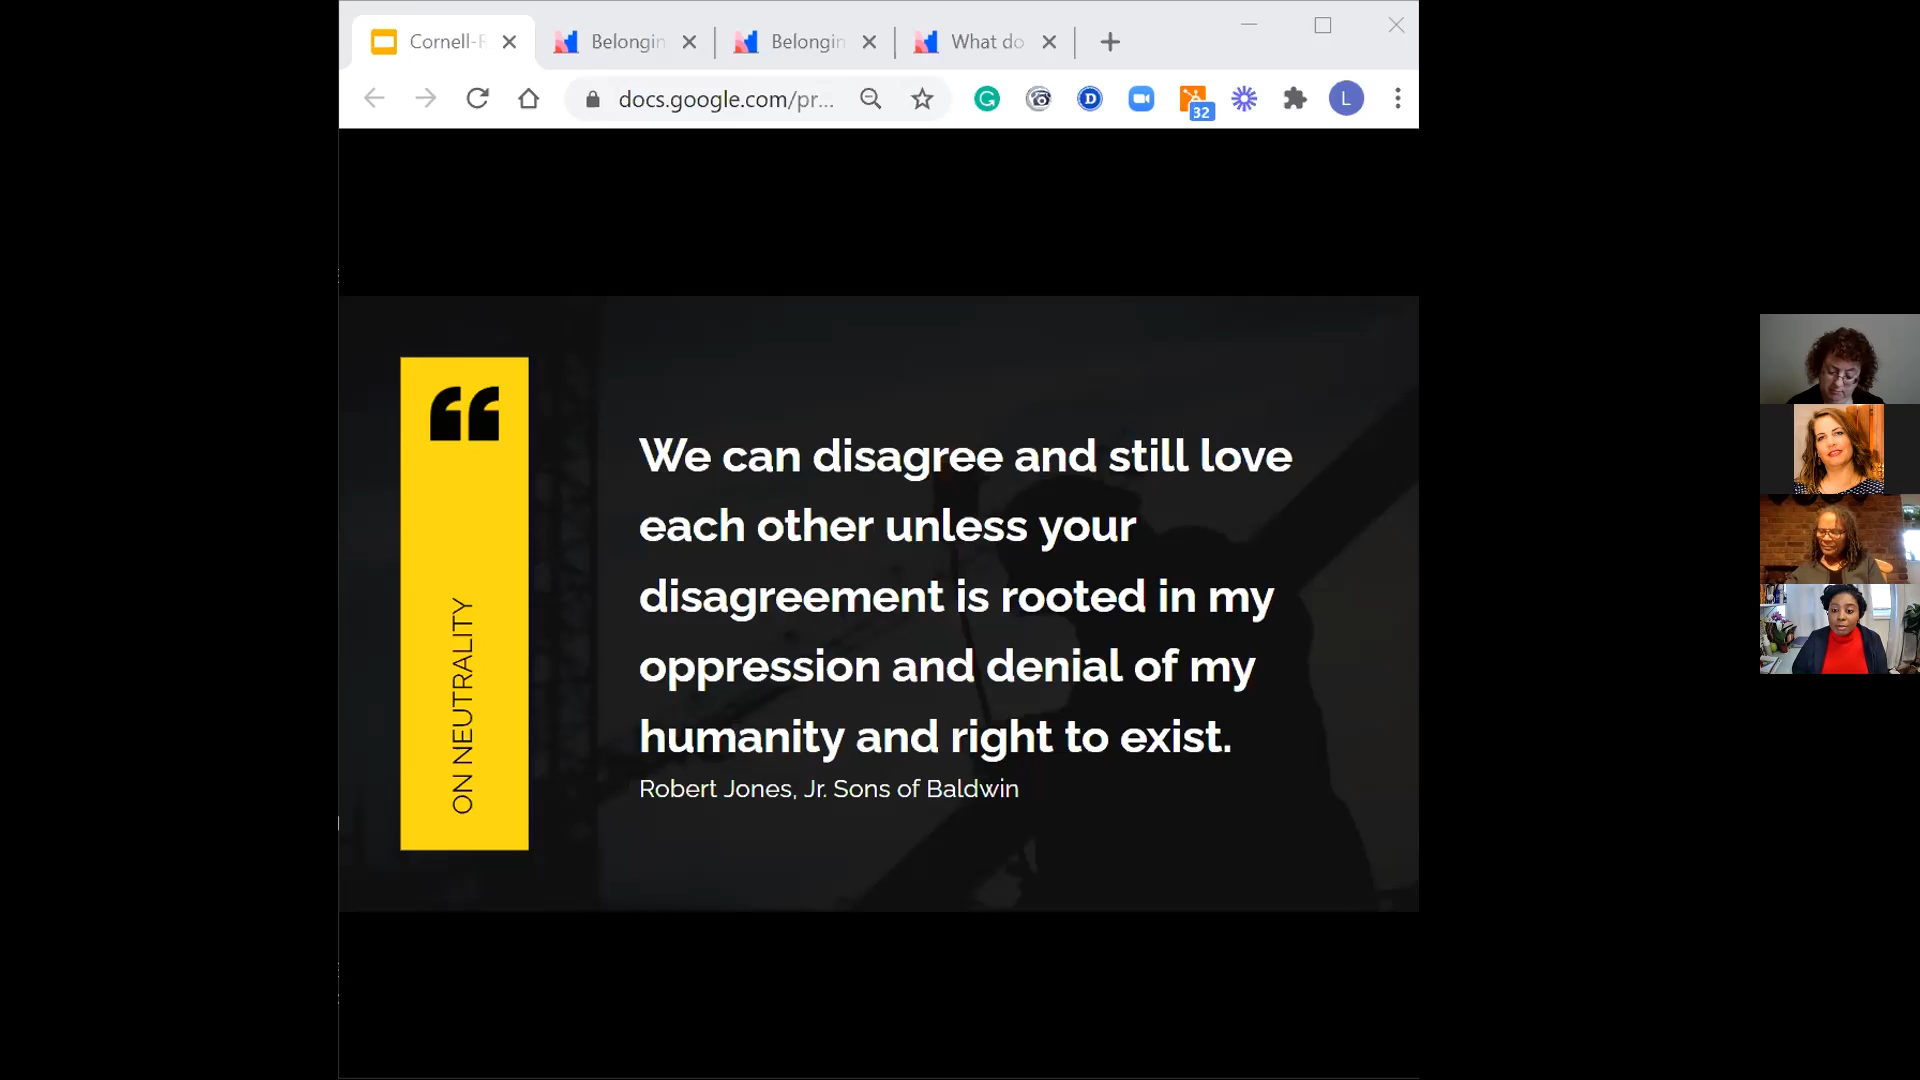 Cornell-R
Belongin
Belongin
What do
docs.google.com/pr...
D
32
L
“
ON NEUTRALITY
We can disagree and still love
each other unless your
disagreement is rooted in my
oppression and denial of my
humanity and right to exist.
Robert Jones, Jr. Sons of Baldwin